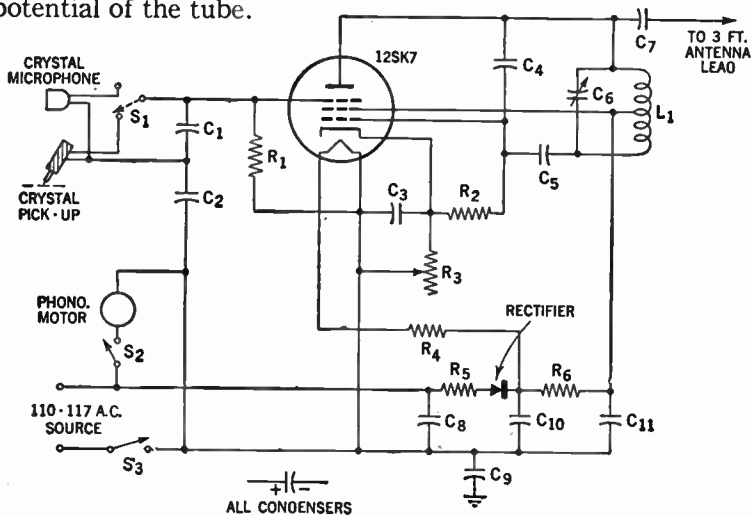 potential of the tube.
CRYSTAL
MICROPHONE
S1
CRYSTAL
PICK-UP
C1
C2
R1
12SK7
C3
R2
R3
C4
C5
C6
L1
C7
TO 3 FT.
ANTENNA
LEAD
PHONO.
MOTOR
S2
110-117 A.C.
SOURCE
S3
R4
RECTIFIER
R5
R6
C8
C10
C11
C9
+ -
ALL CONDENSERS